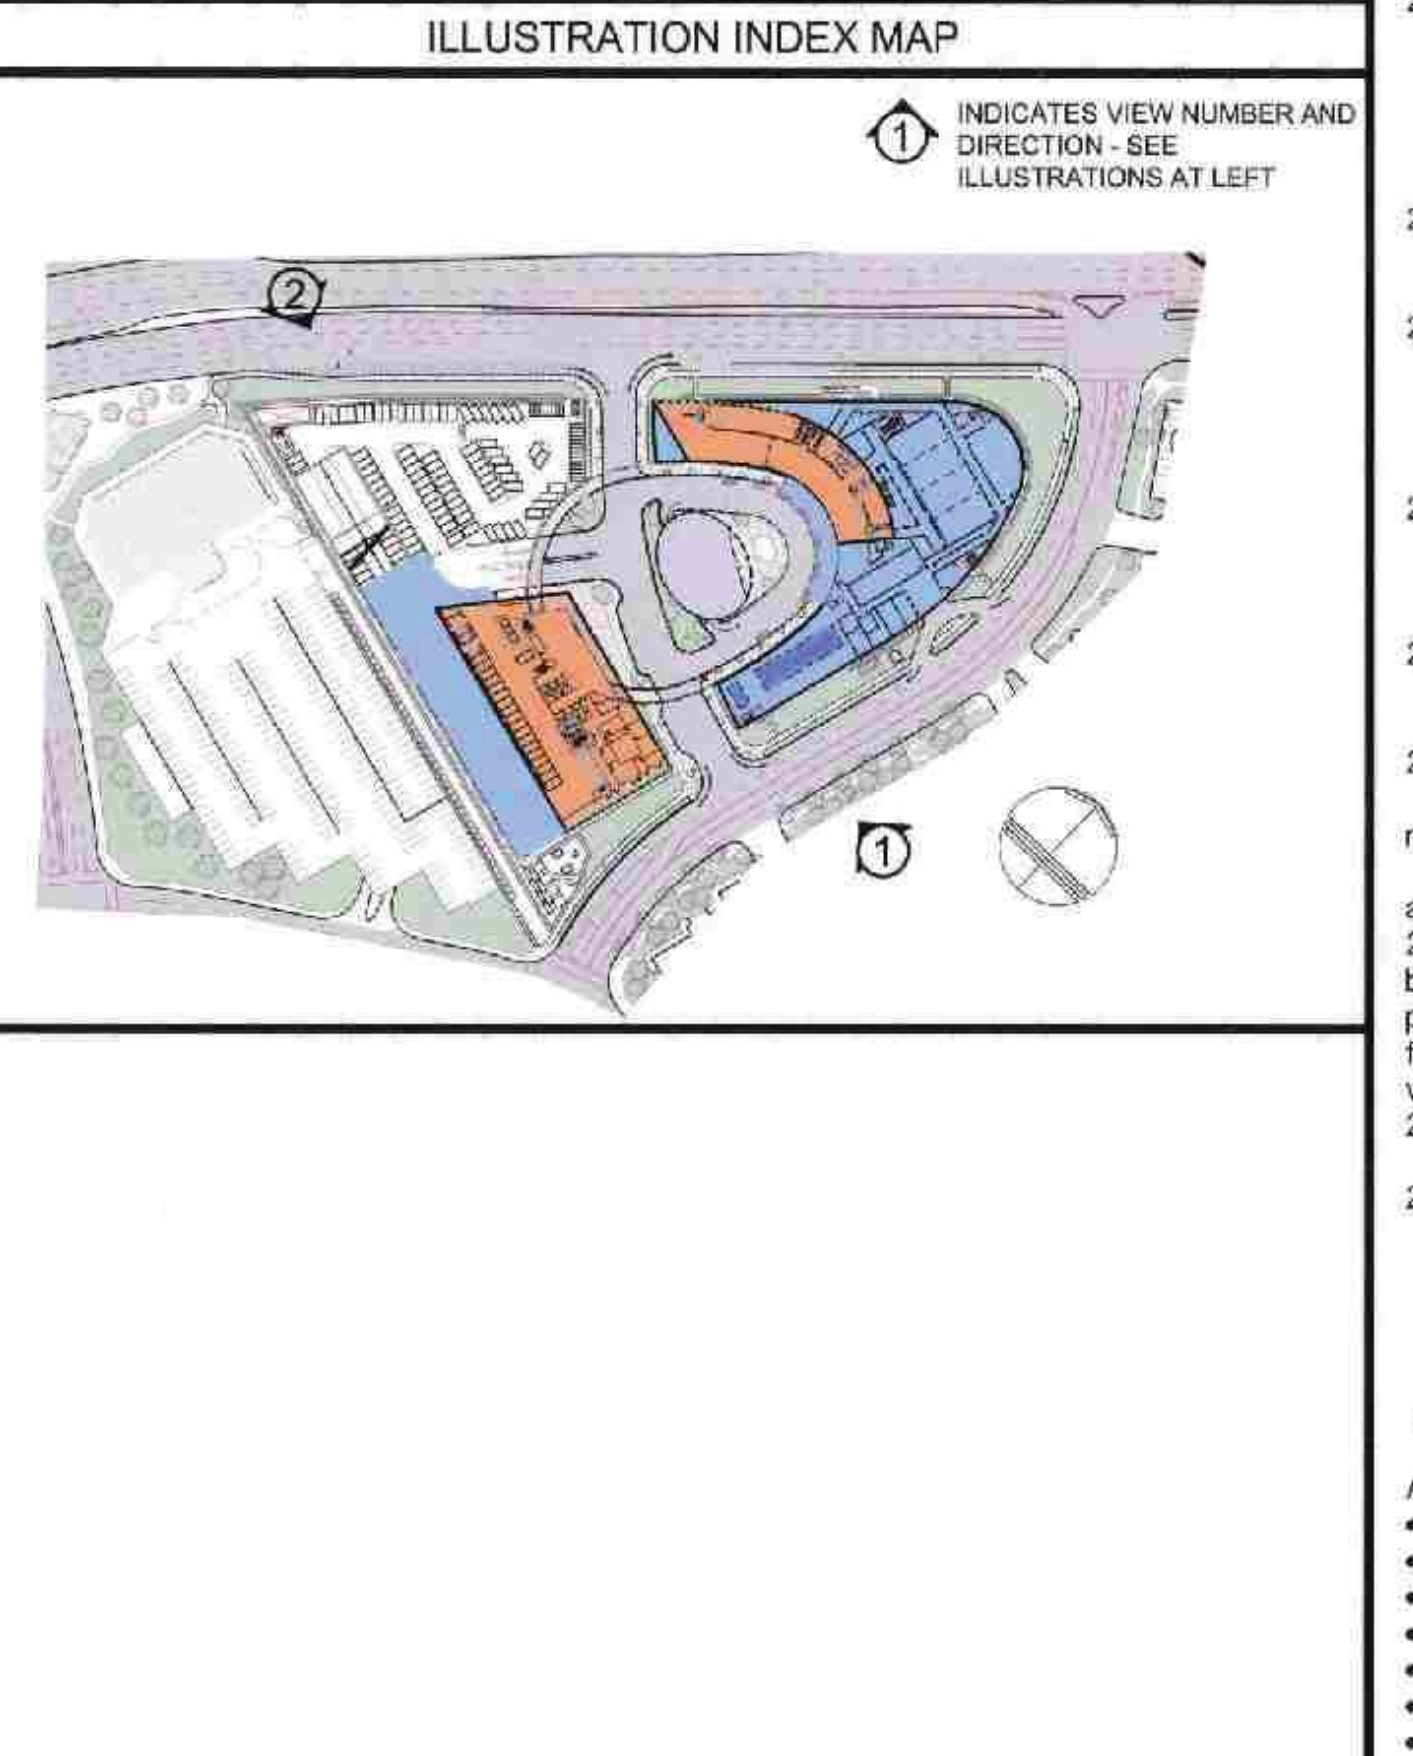 ILLUSTRATION INDEX MAP
1
INDICATES VIEW NUMBER AND
DIRECTION - SEE
ILLUSTRATIONS AT LEFT
2
1